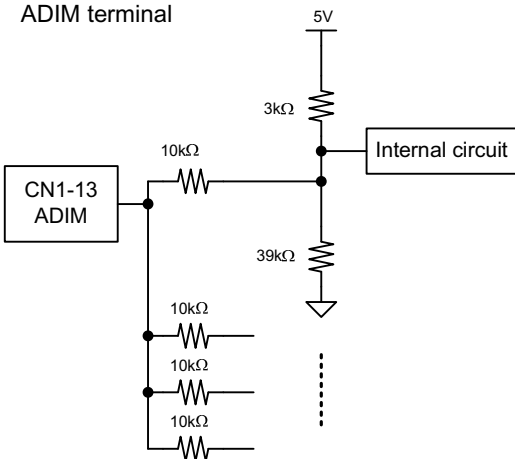 ADIM terminal
5V
3kΩ
10kΩ
Internal circuit
CN1-13
ADIM
39kΩ
10kΩ
10kΩ
10kΩ